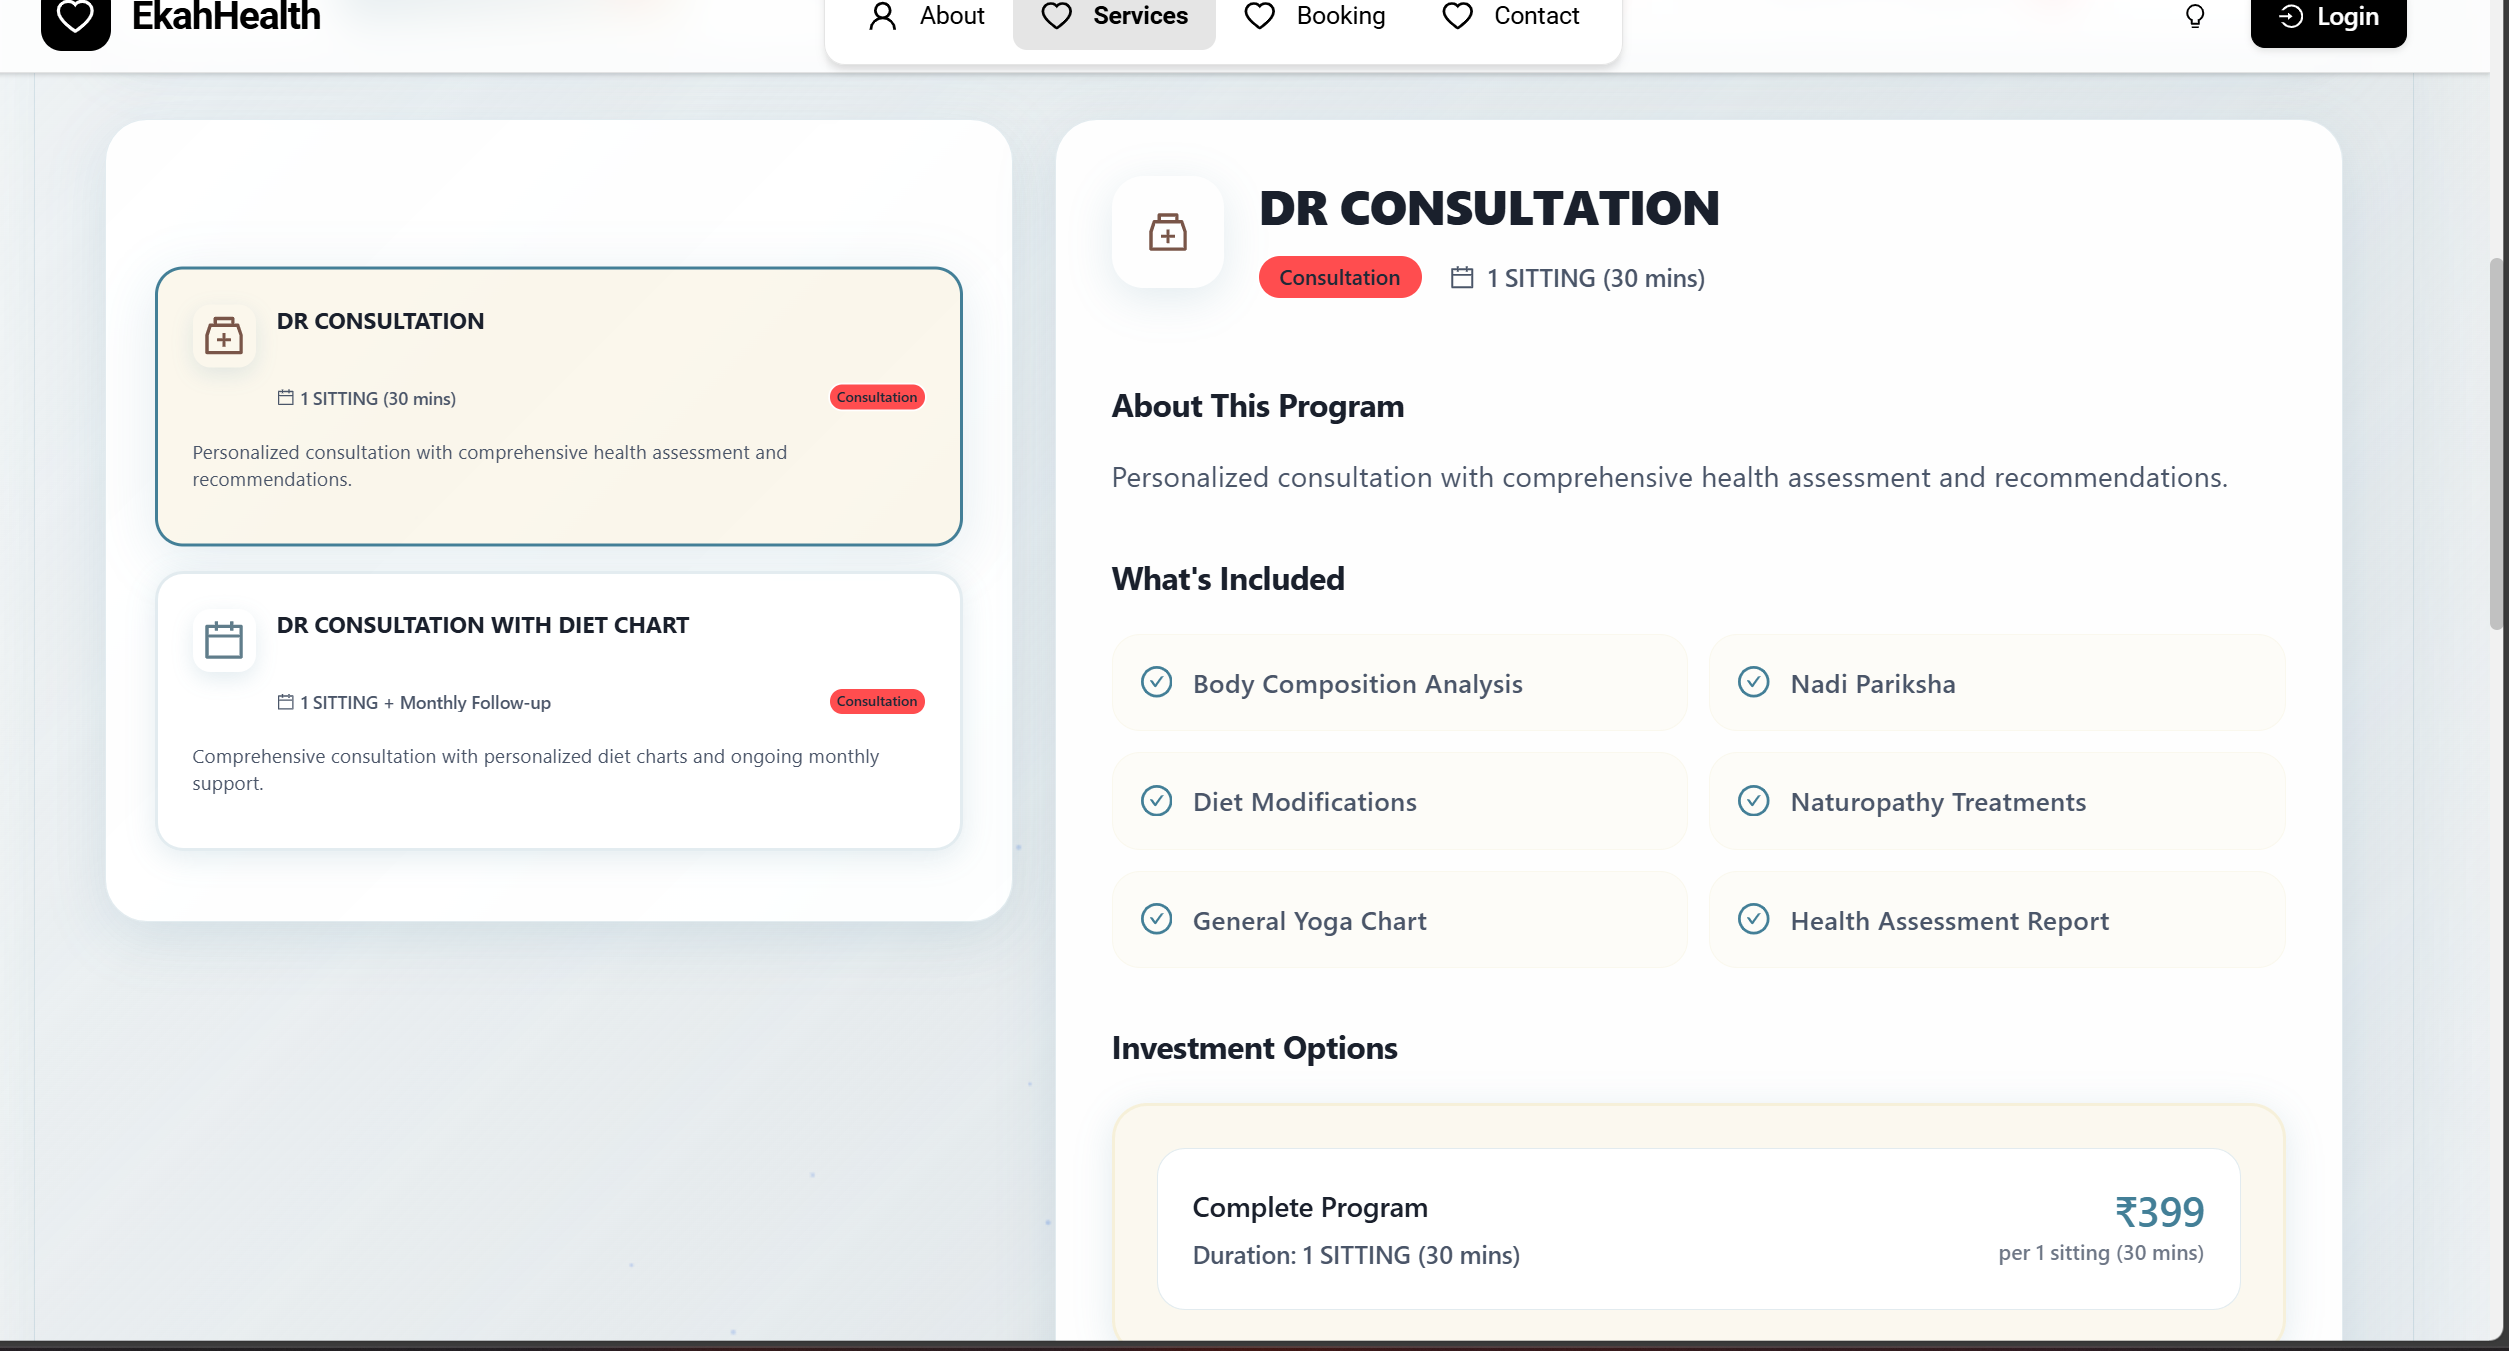 EkahHealth
About
Services
Booking
Contact
Login
DR CONSULTATION
1 SITTING (30 mins)
Consultation
Personalized consultation with comprehensive health assessment and
recommendations.
DR CONSULTATION WITH DIET CHART
1 SITTING + Monthly Follow-up
Consultation
Comprehensive consultation with personalized diet charts and ongoing monthly
support.
DR CONSULTATION
Consultation
1 SITTING (30 mins)
About This Program
Personalized consultation with comprehensive health assessment and recommendations.
What's Included
Body Composition Analysis
Nadi Pariksha
Diet Modifications
Naturopathy Treatments
General Yoga Chart
Health Assessment Report
Investment Options
Complete Program
₹399
Duration: 1 SITTING (30 mins)
per 1 sitting (30 mins)